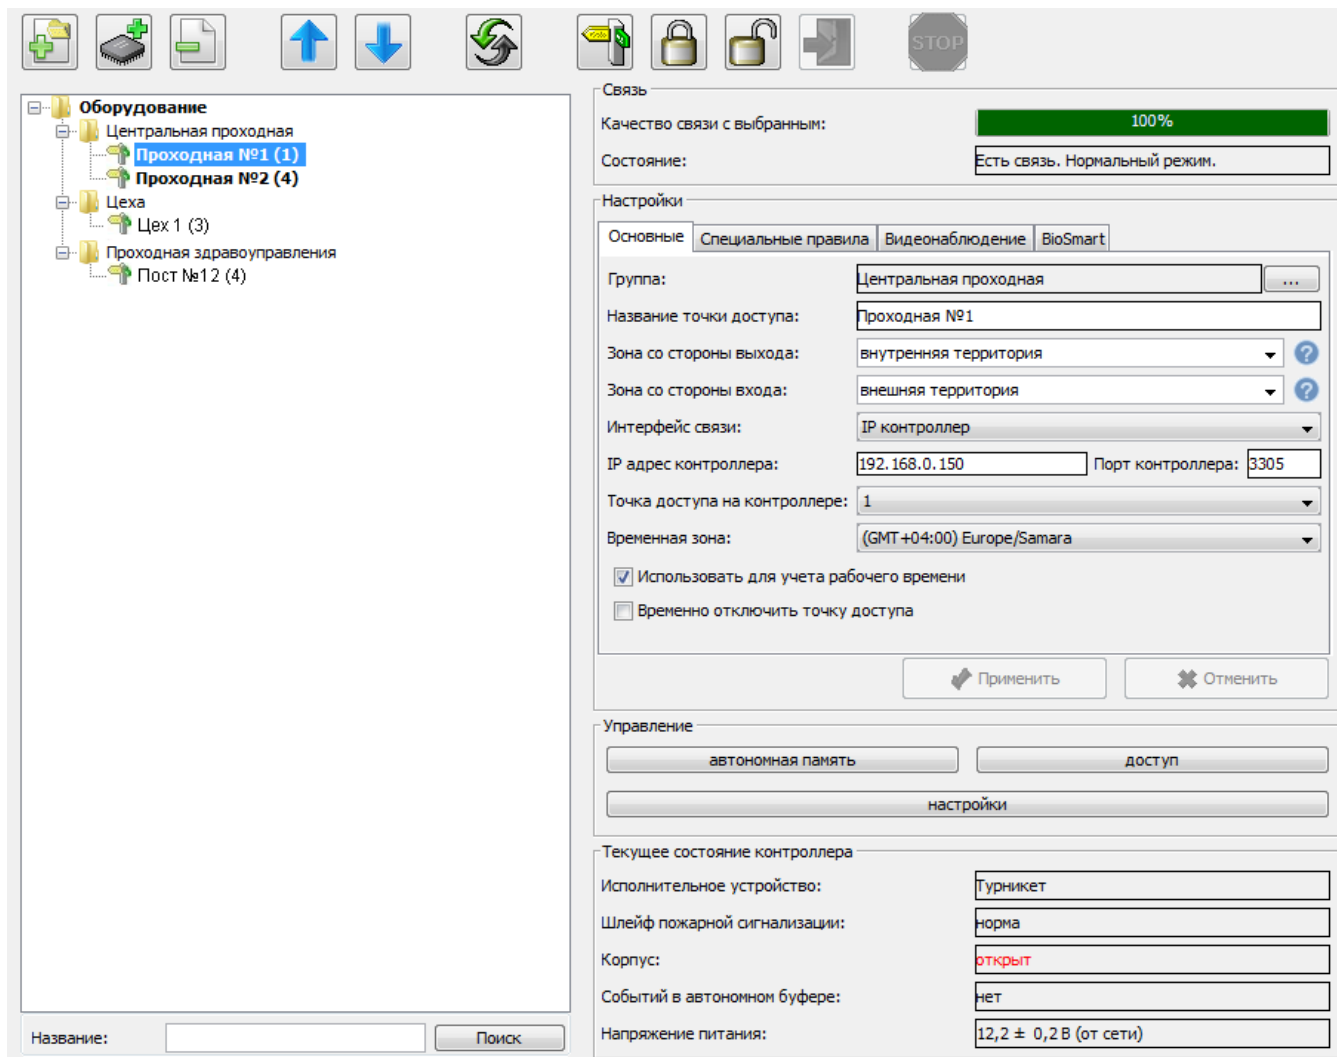 STOP
Оборудование
Центральная проходная
Проходная №1 (1)
Проходная №2 (4)
Цеха
Цех 1 (3)
Проходная здравоуправления
Пост №12 (4)
Название:
Поиск
Связь
Качество связи с выбранным: 100%
Состояние: Есть связь. Нормальный режим.
Настройки
Основные Специальные правила Видеонаблюдение BioSmart
Группа: Центральная проходная ...
Название точки доступа: Проходная №1
Зона со стороны выхода: внутренняя территория ?
Зона со стороны входа: внешняя территория ?
Интерфейс связи: IP контроллер
IP адрес контроллера: 192.168.0.150 Порт контроллера: 3305
Точка доступа на контроллере: 1
Временная зона: (GMT+04:00) Europe/Samara
Использовать для учета рабочего времени
Временно отключить точку доступа
Применить Отменить
Управление
автономная память доступ
настройки
Текущее состояние контроллера
Исполнительное устройство: Турникет
Шлейф пожарной сигнализации: норма
Корпус: открыт
Событий в автономном буфере: нет
Напряжение питания: 12,2 ± 0,2 В (от сети)